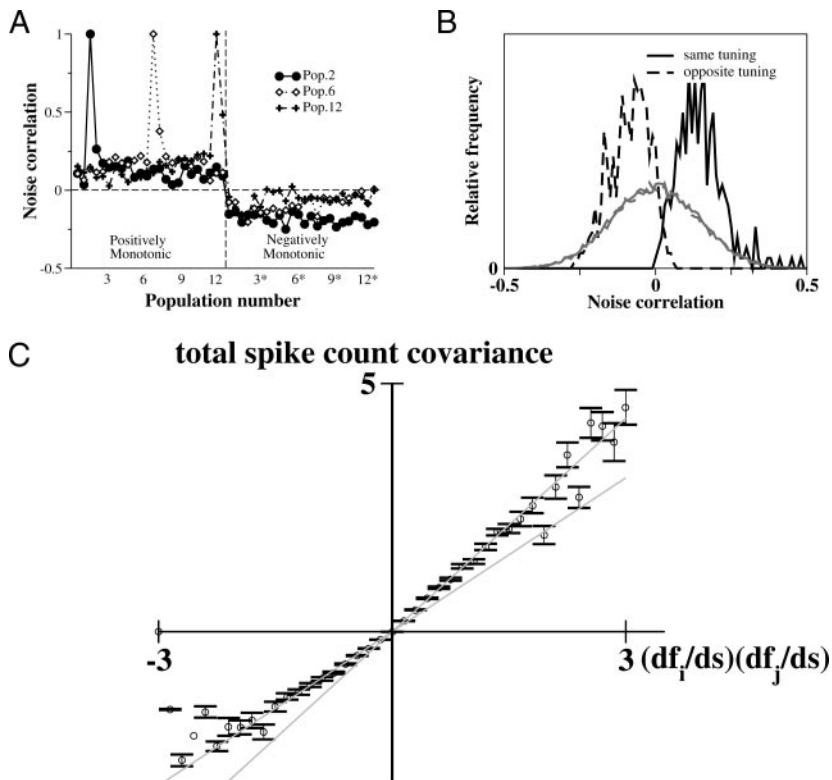 A
Noise correlation
1
0.5
0
-0.5
Pop.2
Pop.6
Pop.12
Positively
Monotonic
Negatively
Monotonic
3 6 9 12 3* 6* 9* 12*
Population number
B
Relative frequency
same tuning
opposite tuning
0
-0.5 0 0.5
Noise correlation
C
total spike count covariance
5
-3
3 (df_i/ds)(df_j/ds)